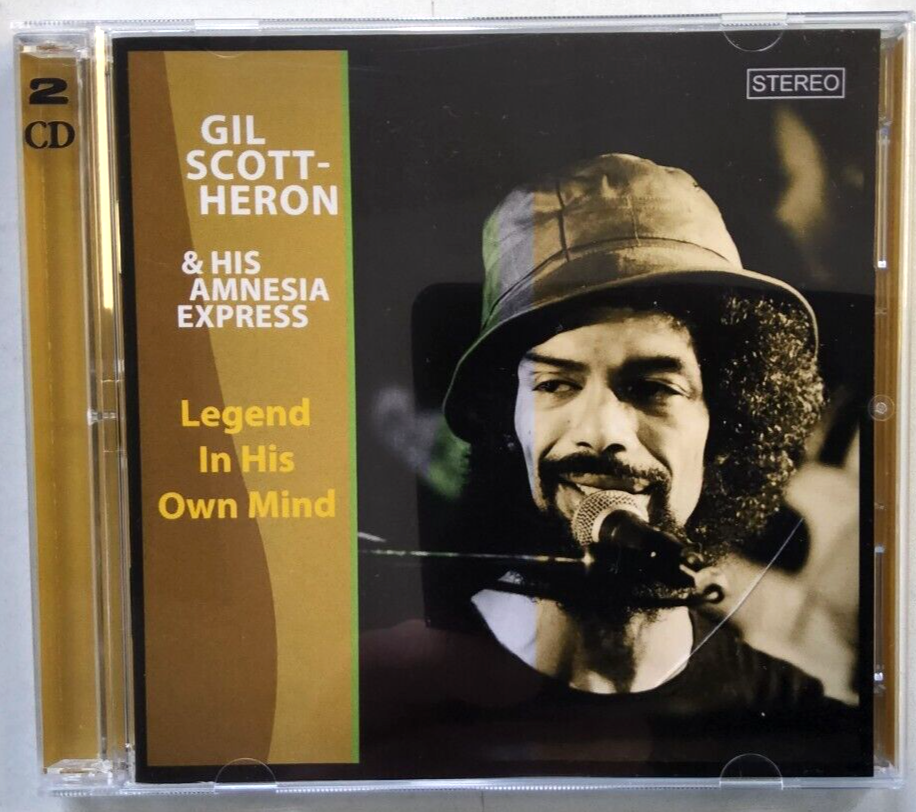 2
CD
GIL
SCOTT-
HERON
& HIS
AMNESIA
EXPRESS
Legend
In His
Own Mind
STEREO